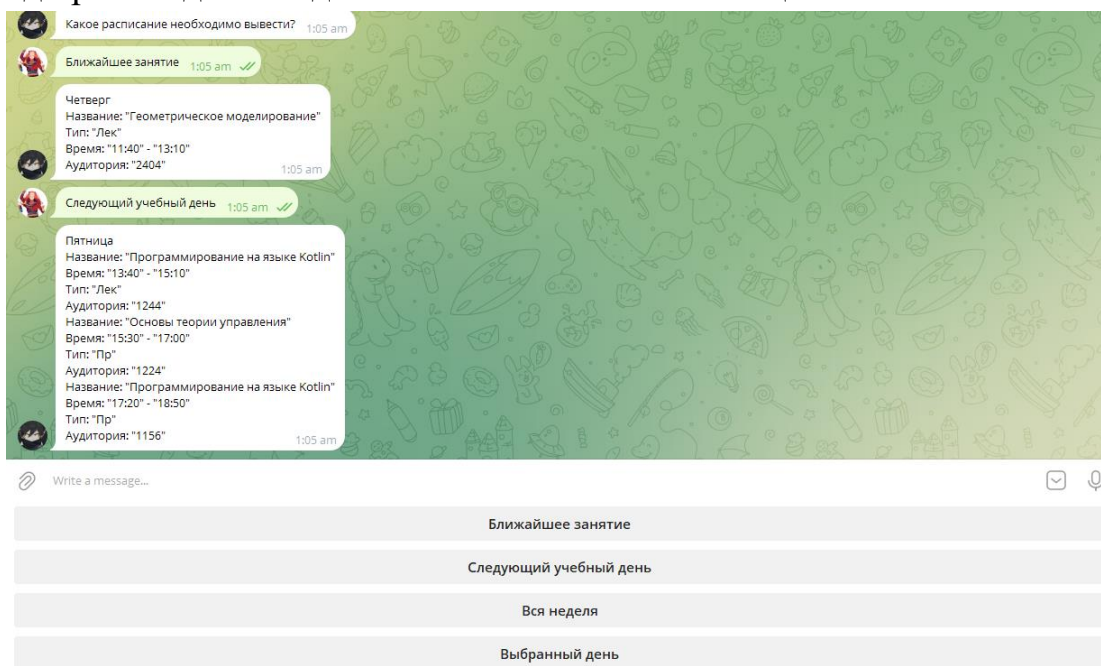 Какое расписание необходимо вывести? 1:05 am
Ближайшее занятие 1:05 am
Четверг
Название: "Геометрическое моделирование"
Тип: "Лек"
Время: "11:40" - "13:10"
Аудитория: "2404" 1:05 am
Следующий учебный день 1:05 am
Пятница
Название: "Программирование на языке Kotlin"
Время: "13:40" - "15:10"
Тип: "Лек"
Аудитория: "1244"
Название: "Основы теории управления"
Время: "15:30" - "17:00"
Тип: "Пр"
Аудитория: "1224"
Название: "Программирование на языке Kotlin"
Время: "17:20" - "18:50"
Тип: "Пр"
Аудитория: "1156" 1:05 am
Write a message...
Ближайшее занятие
Следующий учебный день
Вся неделя
Выбранный день